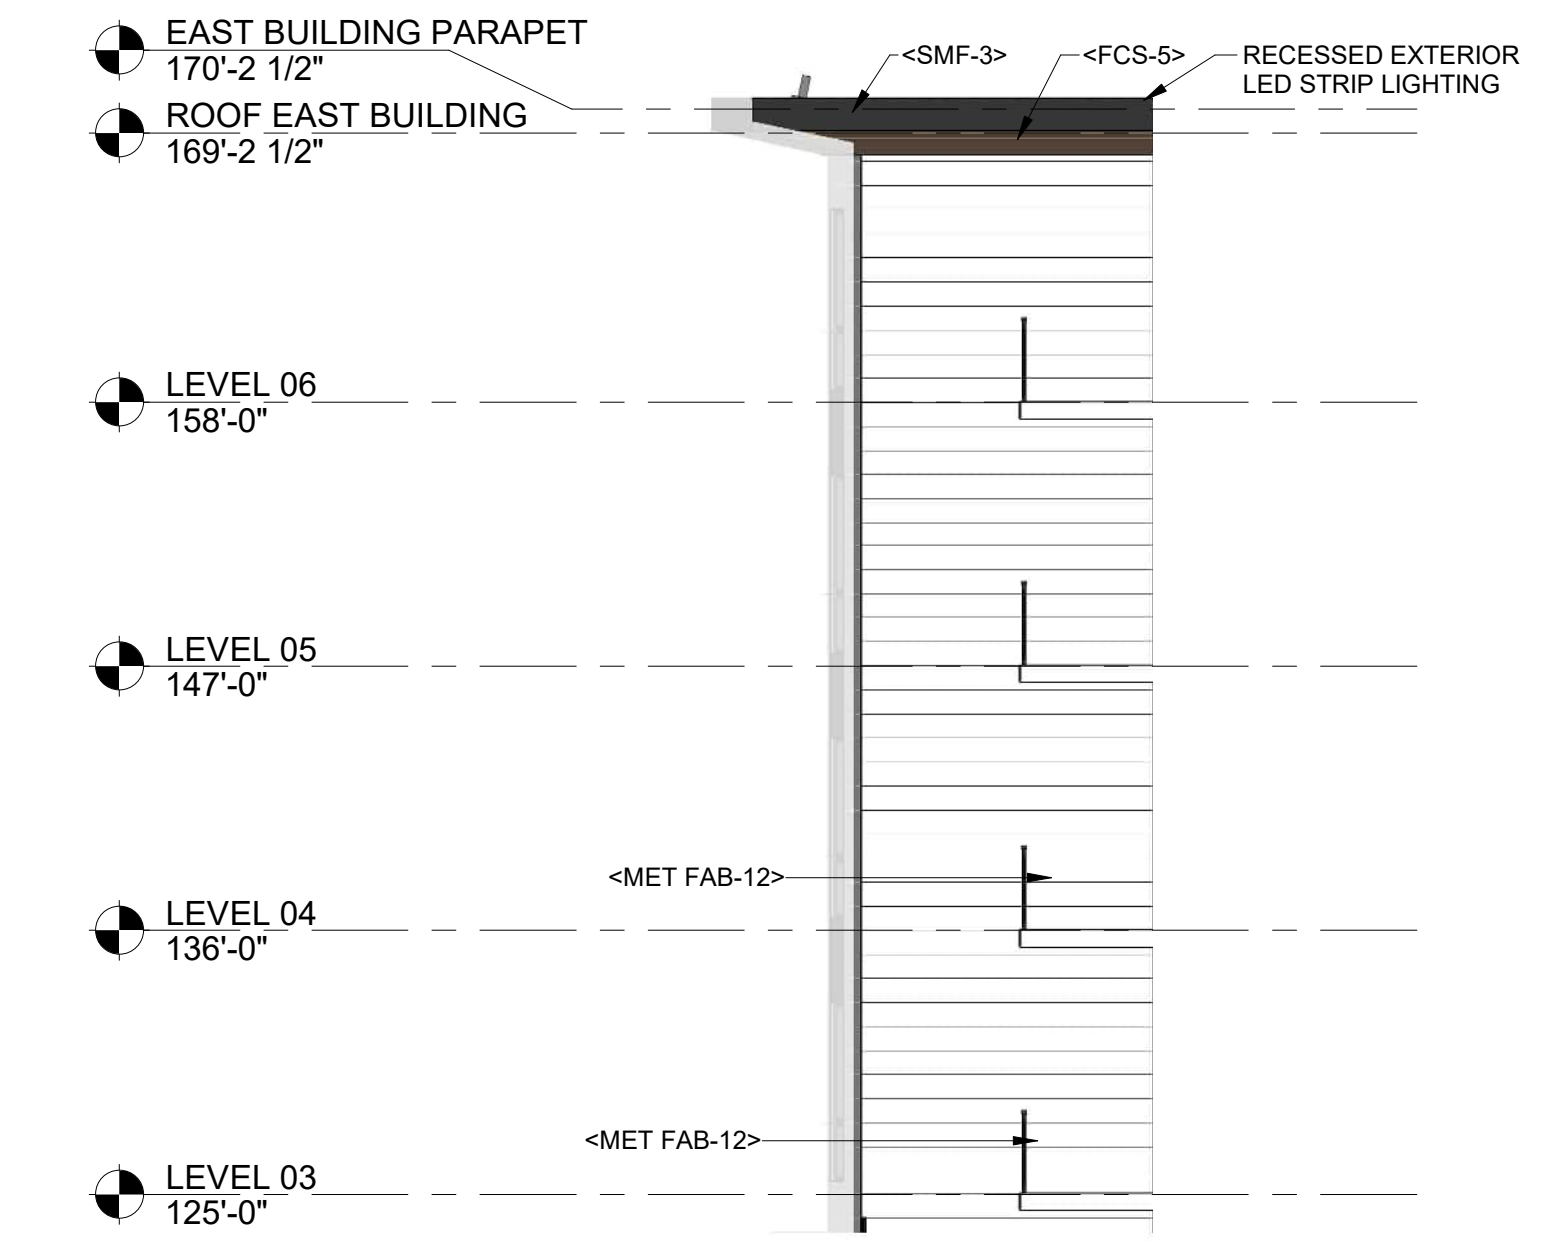 EAST BUILDING PARAPET
170'-2 1/2"
<SMF-3>
<FCS-5>
RECESSED EXTERIOR
LED STRIP LIGHTING
ROOF EAST BUILDING
169'-2 1/2"
LEVEL 06
158'-0"
LEVEL 05
147'-0"
<MET FAB-12>
LEVEL 04
136'-0"
<MET FAB-12>
LEVEL 03
125'-0"